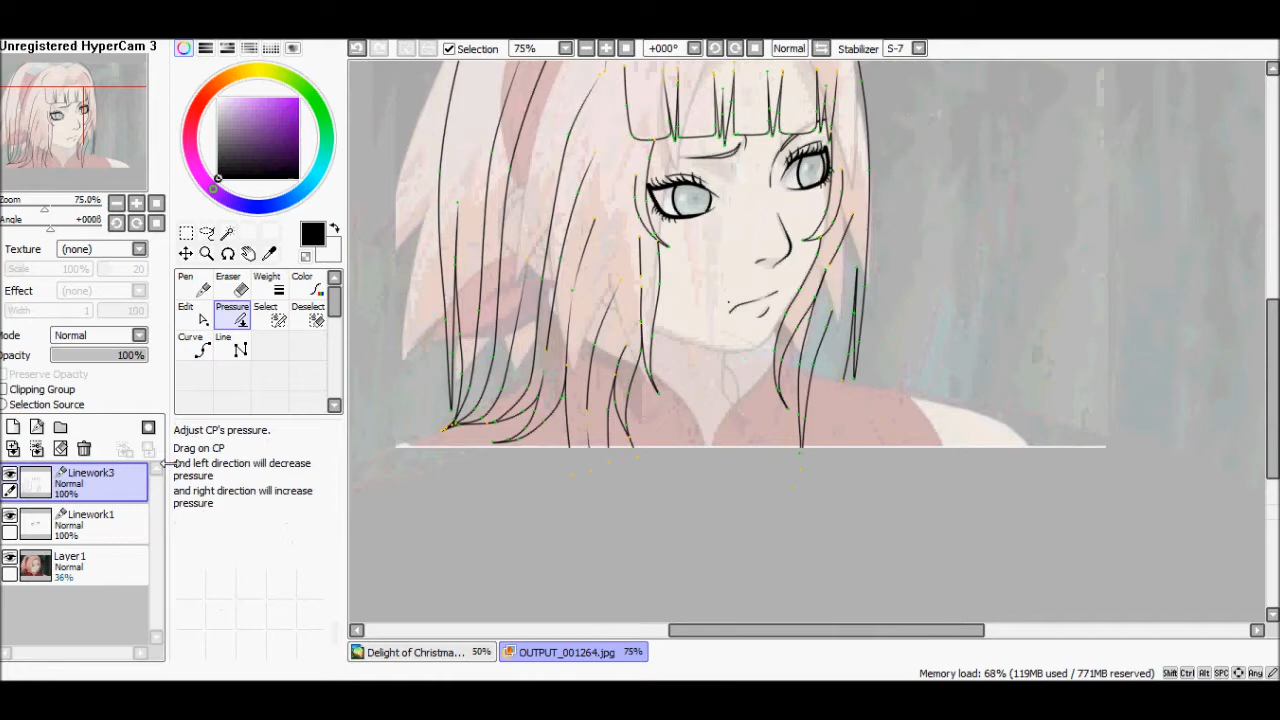 Unregistered HyperCam 3
Selection 75% +000° Normal Stabilizer S-7
Zoom 75.0%
Angle +000ß
Texture (none)
Scale 100% 20
Effect (none)
Width 1 100
Mode Normal
Opacity 100%
Preserve Opacity
Clipping Group
Selection Source
Pen Eraser Weight Color
Edit Pressure Select Deselect
Curve Line
Adjust CP's pressure.
Drag on CP
and left direction will decrease
pressure
and right direction will increase
pressure
Linework3
Normal
100%
Linework1
Normal
100%
Layer1
Normal
36%
Delight of Christma... 50% OUTPUT_001264.jpg 75%
Memory load: 68% (119MB used / 771MB reserved) Shift Ctrl Alt SPC Any